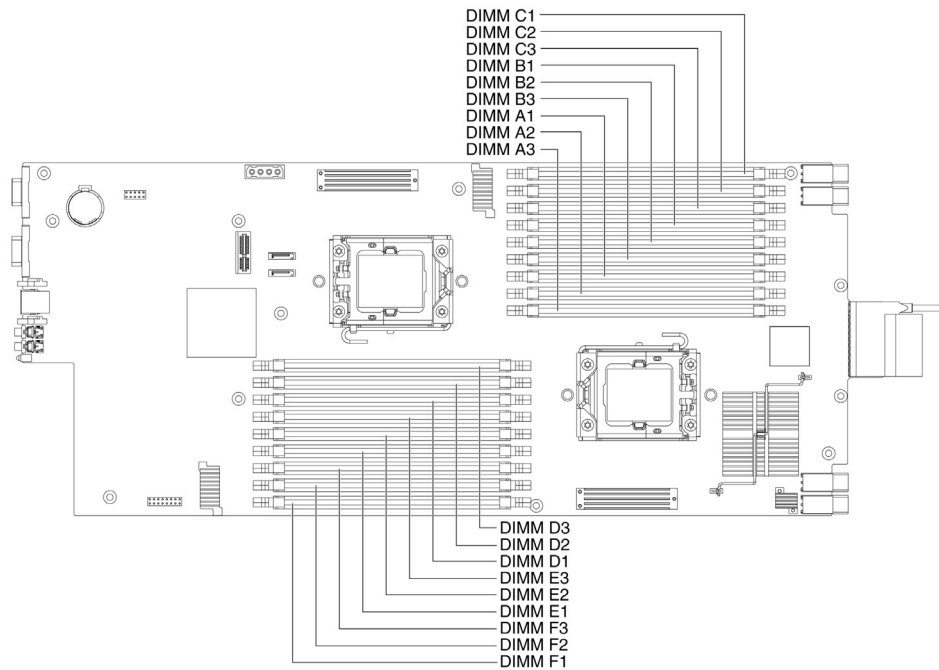 DIMM C1
DIMM C2
DIMM C3
DIMM B1
DIMM B2
DIMM B3
DIMM A1
DIMM A2
DIMM A3
DIMM D3
DIMM D2
DIMM D1
DIMM E3
DIMM E2
DIMM E1
DIMM F3
DIMM F2
DIMM F1